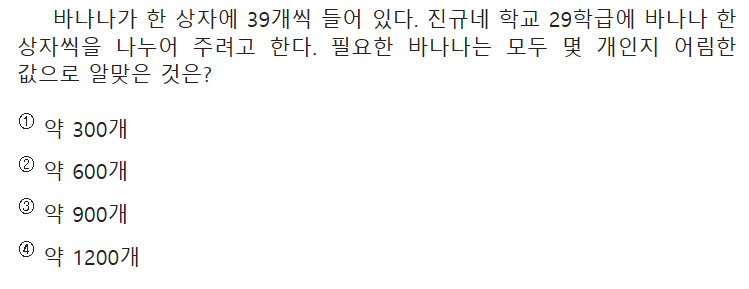 바나나가 한 상자에 39개씩 들어 있다. 진규네 학교 29학급에 바나나 한
상자씩을 나누어 주려고 한다. 필요한 바나나는 모두 몇 개인지 어림한
값으로 알맞은 것은?
① 약 300개
② 약 600개
③ 약 900개
④ 약 1200개